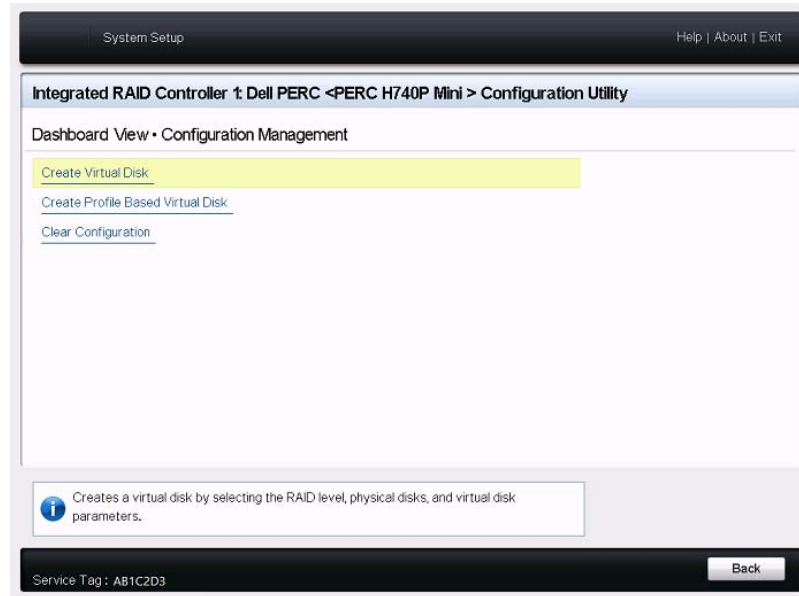 System Setup
Help | About | Exit
Integrated RAID Controller 1: Dell PERC <PERC H740P Mini > Configuration Utility
Dashboard View • Configuration Management
Create Virtual Disk
Create Profile Based Virtual Disk
Clear Configuration
Creates a virtual disk by selecting the RAID level, physical disks, and virtual disk
parameters.
Back
Service Tag : AB1C2D3